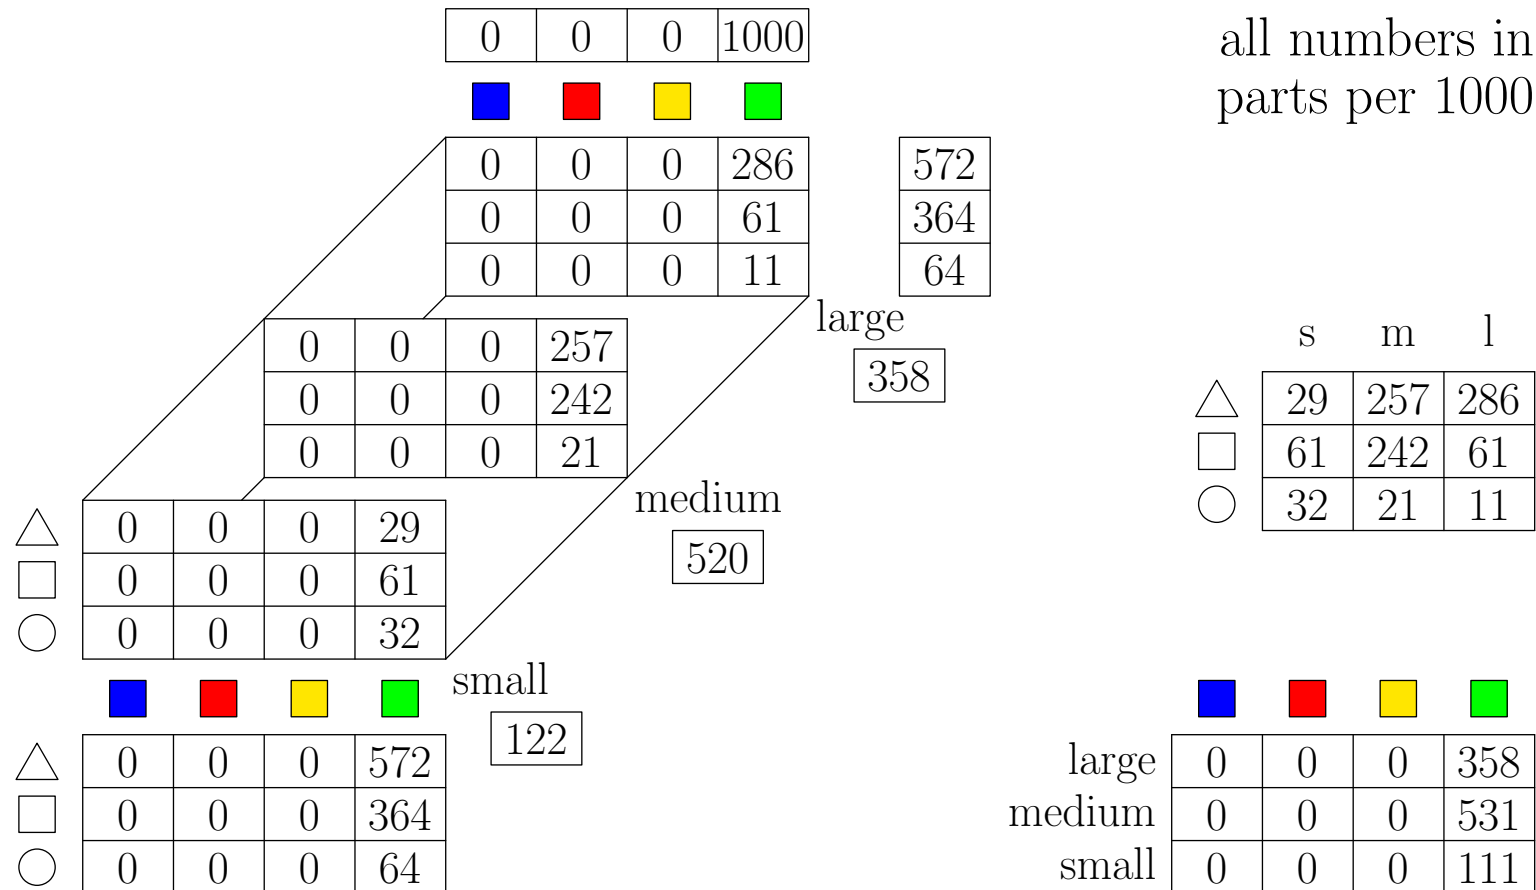 0 0 0 1000
all numbers in
parts per 1000
0 0 0 286 572
0 0 0 61 364
0 0 0 11 64
large
358
0 0 0 257
0 0 0 242
0 0 0 21
medium
520
s m l
29 257 286
61 242 61
32 21 11
0 0 0 29
0 0 0 61
0 0 0 32
small
122
0 0 0 572
0 0 0 364
0 0 0 64
large 0 0 0 358
medium 0 0 0 531
small 0 0 0 111